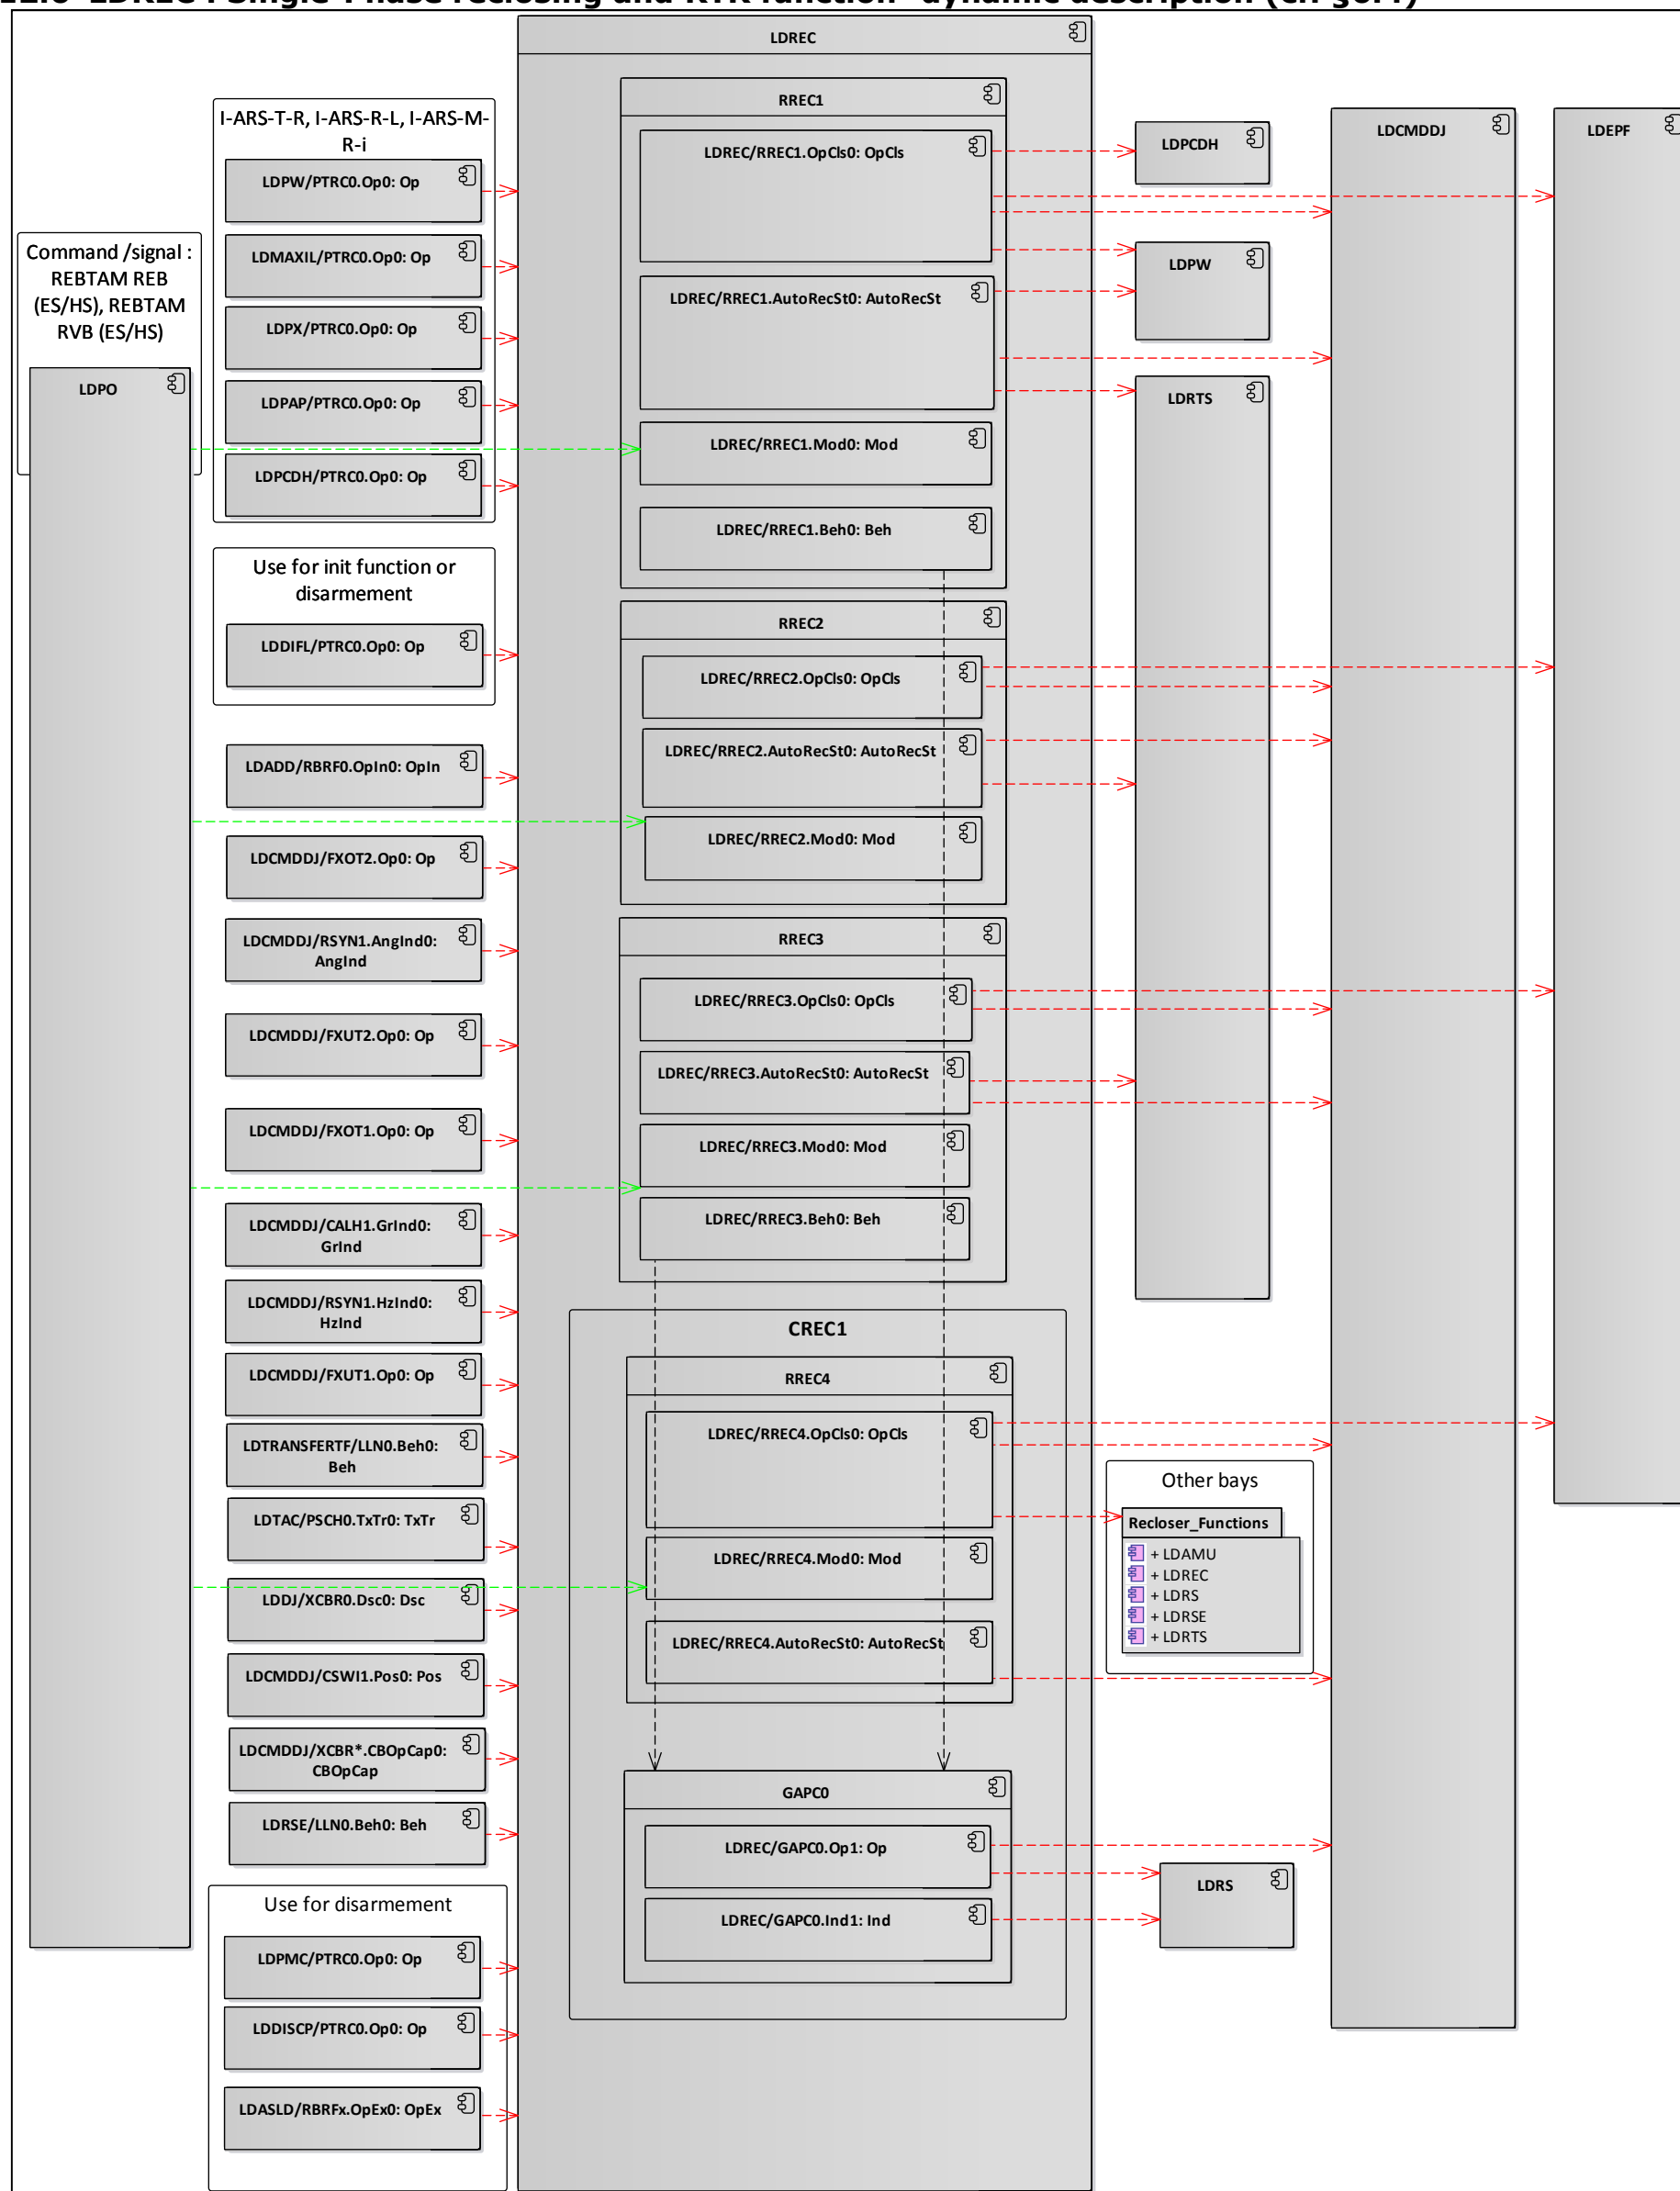 LDREC
RREC1
LDREC/RREC1.OpCls0: OpCls
LDREC/RREC1.AutoRecSt0: AutoRecSt
LDREC/RREC1.Mod0: Mod
LDREC/RREC1.Beh0: Beh
RREC2
LDREC/RREC2.OpCls0: OpCls
LDREC/RREC2.AutoRecSt0: AutoRecSt
LDREC/RREC2.Mod0: Mod
RREC3
LDREC/RREC3.OpCls0: OpCls
LDREC/RREC3.AutoRecSt0: AutoRecSt
LDREC/RREC3.Mod0: Mod
LDREC/RREC3.Beh0: Beh
CREC1
RREC4
LDREC/RREC4.OpCls0: OpCls
LDREC/RREC4.Mod0: Mod
LDREC/RREC4.AutoRecSt0: AutoRecSt
GAPC0
LDREC/GAPC0.Op1: Op
LDREC/GAPC0.Ind1: Ind
Command /signal :
REBTAM REB
(ES/HS), REBTAM
RVB (ES/HS)
LDPO
I-ARS-T-R, I-ARS-R-L, I-ARS-M-
R-i
LDPW/PTRC0.Op0: Op
LDMAXIL/PTRC0.Op0: Op
LDPX/PTRC0.Op0: Op
LDPAP/PTRC0.Op0: Op
LDPCDH/PTRC0.Op0: Op
Use for init function or
disarmement
LDDIFL/PTRC0.Op0: Op
LDADD/RBRF0.OpIn0: OpIn
LDCMDDJ/FXOT2.Op0: Op
LDCMDDJ/RSYN1.AngInd0:
AngInd
LDCMDDJ/FXUT2.Op0: Op
LDCMDDJ/FXOT1.Op0: Op
LDCMDDJ/CALH1.GrInd0:
GrInd
LDCMDDJ/RSYN1.HzInd0:
HzInd
LDCMDDJ/FXUT1.Op0: Op
LDTRANSFERTF/LLN0.Beh0:
Beh
LDTAC/PSCH0.TxTr0: TxTr
LDDJ/XCBR0.Dsc0: Dsc
LDCMDDJ/CSWI1.Pos0: Pos
LDCMDDJ/XCBR*.CBOpCap0:
CBOpCap
LDRSE/LLN0.Beh0: Beh
Use for disarmement
LDPMC/PTRC0.Op0: Op
LDDISCP/PTRC0.Op0: Op
LDASLD/RBRFx.OpEx0: OpEx
LDPCDH
LDPW
LDRTS
LDCMDDJ
LDEPF
Other bays
Recloser_Functions
+ LDAMU
+ LDREC
+ LDRS
+ LDRSE
+ LDRTS
LDRS